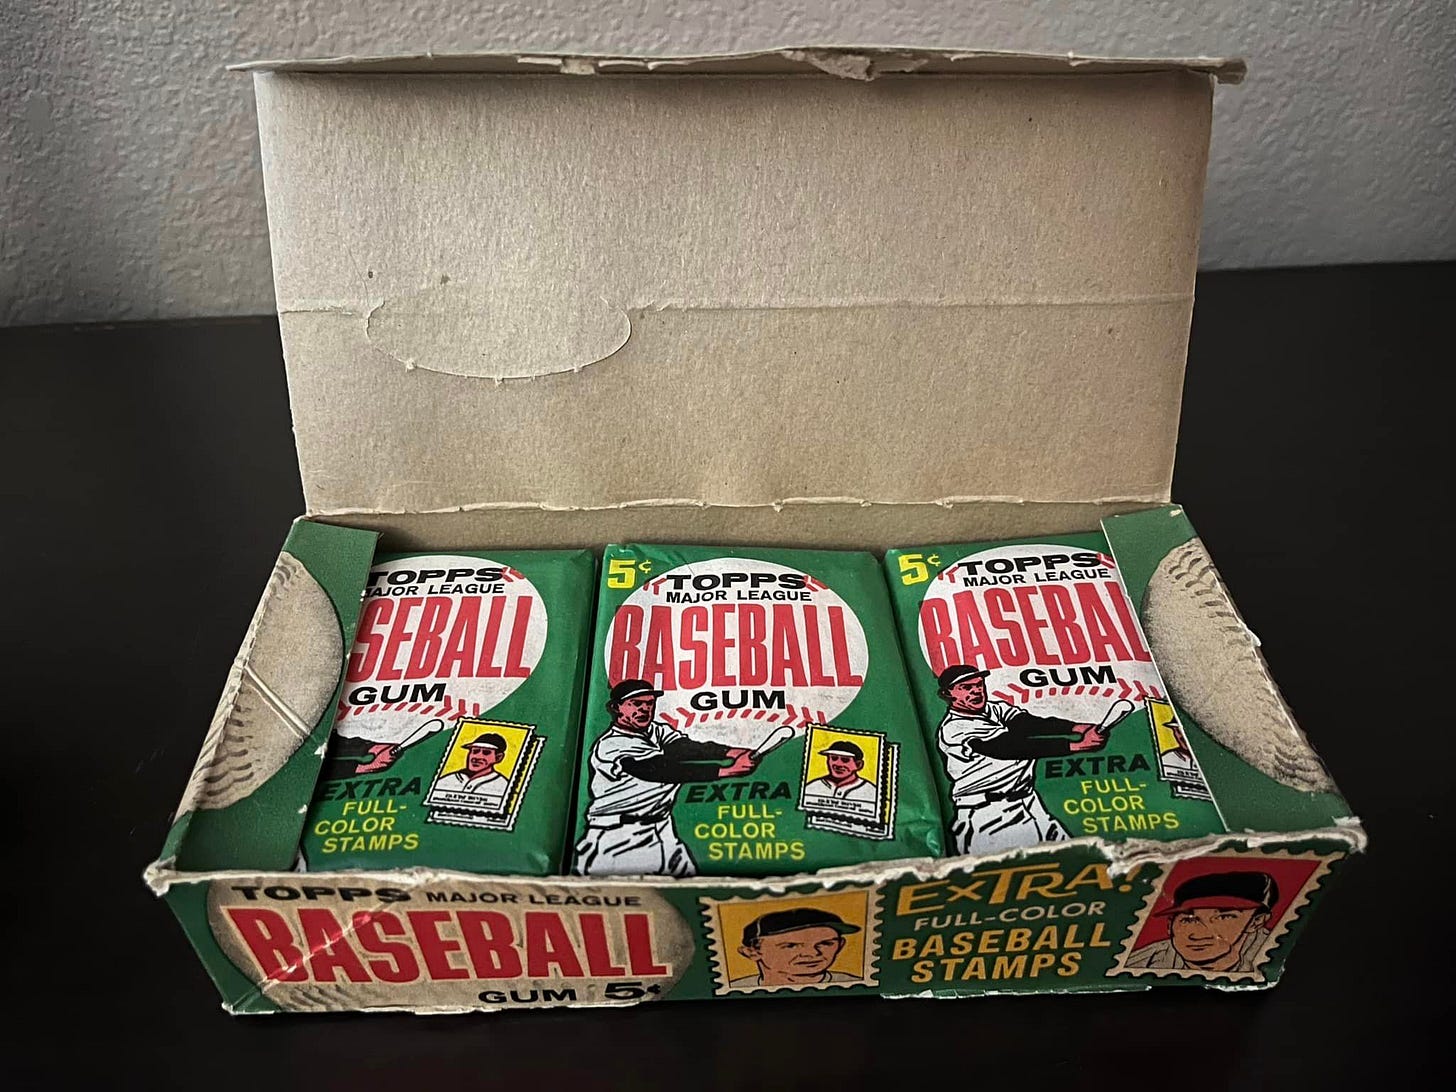 TOPPS
MAJOR LEAGUE
BASEBALL
GUM
EXTRA
FULL-
COLOR
STAMPS
5¢
TOPPS
MAJOR LEAGUE
BASEBALL
GUM
EXTRA
FULL-
COLOR
STAMPS
5¢
TOPPS
MAJOR LEAGUE
BASEBAL
GUM
EXTRA
FULL-
COLOR
STAMPS
TOPPS MAJOR LEAGUE
BASEBALL
GUM 5¢
EXTRA!
FULL-COLOR
BASEBALL
STAMPS